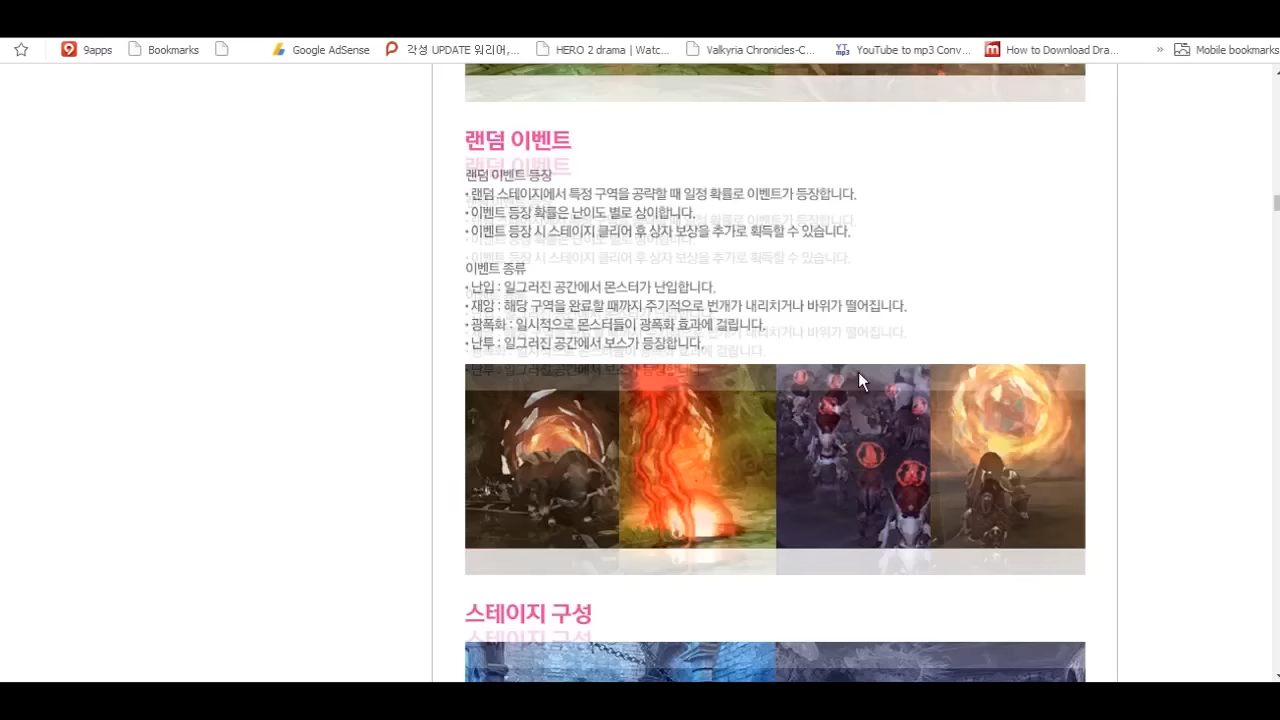 9apps
Bookmarks
Google AdSense
각성 UPDATE 워리어,...
HERO 2 drama | Watc...
Valkyria Chronicles-C...
YouTube to mp3 Conv...
How to Download Dra...
»
Mobile bookmarks
랜덤 이벤트
랜덤 이벤트 등장
• 랜덤 스테이지에서 특정 구역을 공략할 때 일정 확률로 이벤트가 등장합니다.
• 이벤트 등장 확률은 난이도 별로 상이합니다.
• 이벤트 등장 시 스테이지 클리어 후 상자 보상을 추가로 획득할 수 있습니다.
이벤트 종류
• 난입 : 일그러진 공간에서 몬스터가 난입합니다.
• 재앙 : 해당 구역을 완료할 때까지 주기적으로 번개가 내리치거나 바위가 떨어집니다.
• 광폭화 : 일시적으로 몬스터들이 광폭화 효과에 걸립니다.
• 난투 : 일그러진 공간에서 보스가 등장합니다.
스테이지 구성